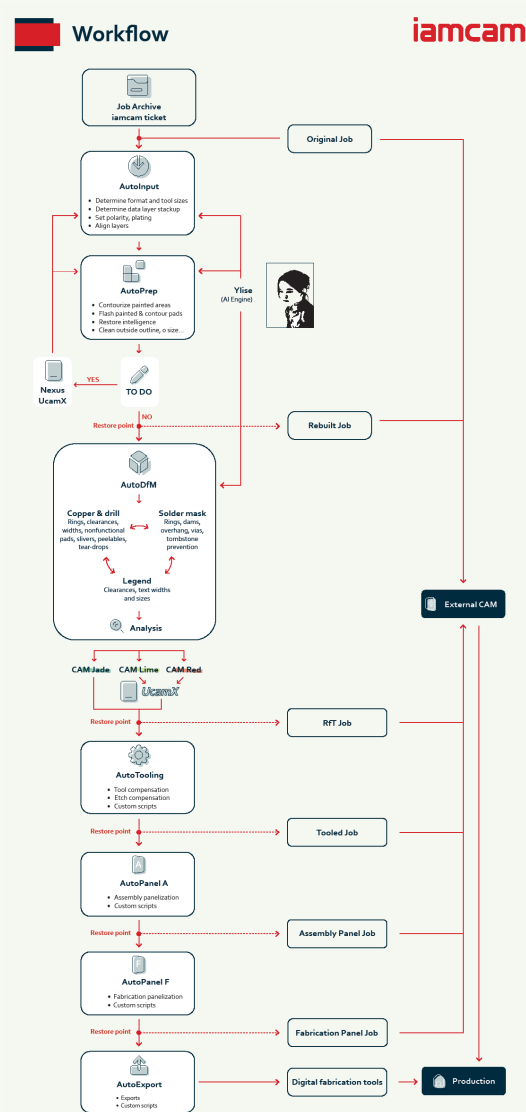 Workflow
iamcam
Job Archive
iamcam ticket
Original Job
AutoInput
• Determine format and tool sizes
• Determine data layer stackup
• Set polarity, plating
• Align layers
AutoPrep
• Contourize painted areas
• Flash painted & contour pads
• Restore intelligence
• Clean outside outline, 0 size...
Ylise
(AI Engine)
Nexus
UcamX
YES
TO DO
NO
Restore point
Rebuilt Job
AutoDfM
Copper & drill
Rings, clearances,
widths, nonfunctional
pads, slivers, peelables,
tear-drops
Solder mask
Rings, dams,
overhang, vias,
tombstone
prevention
Legend
Clearances, text widths
and sizes
Analysis
External CAM
CAM Jade
CAM Lime
CAM Red
UcamX
Restore point
RfT Job
AutoTooling
• Tool compensation
• Etch compensation
• Custom scripts
Restore point
Tooled Job
A
AutoPanel A
• Assembly panelization
• Custom scripts
Restore point
Assembly Panel Job
F
AutoPanel F
• Fabrication panelization
• Custom scripts
Restore point
Fabrication Panel Job
AutoExport
• Exports
• Custom scripts
Digital fabrication tools
Production